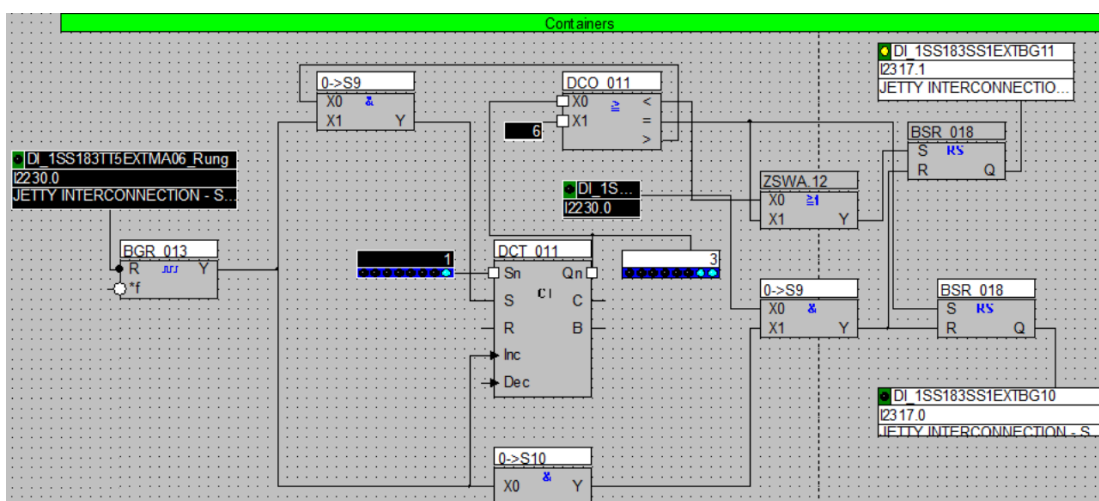 Containers
0->S9
X0 &
X1 Y
DCO_011
X0 ≥ <
X1 =
>
6
DI_1SS183SS1EXTBG11
I2317.1
JETTY INTERCONNECTIO...
BSR_018
S RS
R Q
DI_1SS183TT5EXTMA06_Rung
I2230.0
JETTY INTERCONNECTION - S...
DI_1S...
I2230.0
ZSWA.12
X0 ≥1
X1 Y
BGR_013
R Y
*f
1
DCT_011
Sn Qn
CI
S C
R B
Inc
Dec
3
0->S9
X0 &
X1 Y
BSR_018
S RS
R Q
DI_1SS183SS1EXTBG10
I2317.0
JETTY INTERCONNECTION - S...
0->S10
X0 & Y